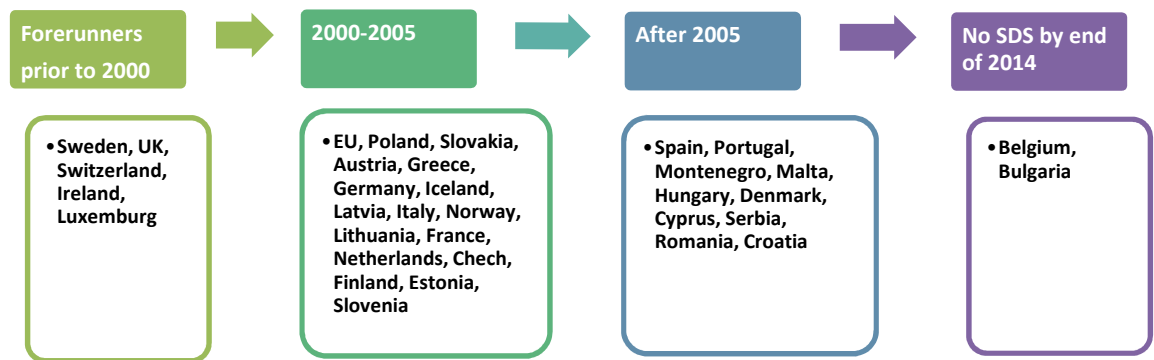 Forerunners
prior to 2000
2000-2005
After 2005
No SDS by end
of 2014
•Sweden, UK,
Switzerland,
Ireland,
Luxemburg
•EU, Poland, Slovakia,
Austria, Greece,
Germany, Iceland,
Latvia, Italy, Norway,
Lithuania, France,
Netherlands, Chech,
Finland, Estonia,
Slovenia
•Spain, Portugal,
Montenegro, Malta,
Hungary, Denmark,
Cyprus, Serbia,
Romania, Croatia
•Belgium,
Bulgaria